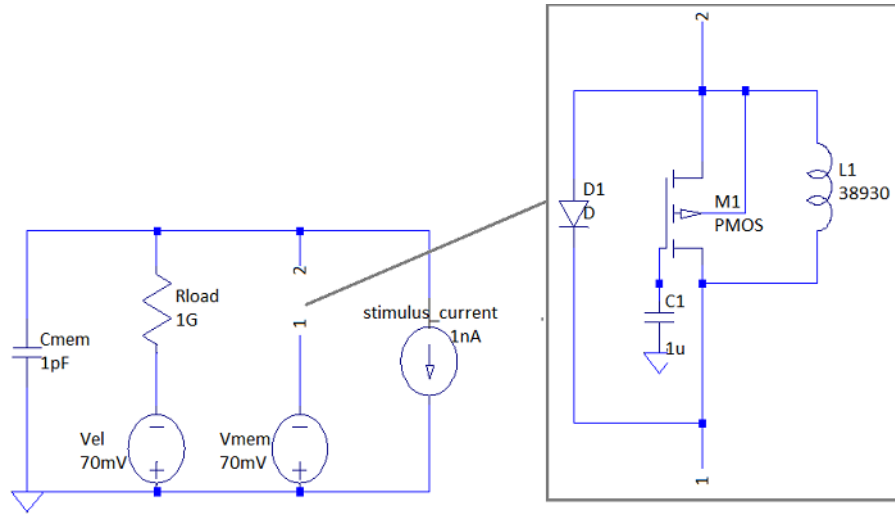 Cmem
1pF
Rload
1G
Vel
70mV
2
1
Vmem
70mV
stimulus_current
1nA
2
D1
D
M1
PMOS
L1
38930
C1
1u
1